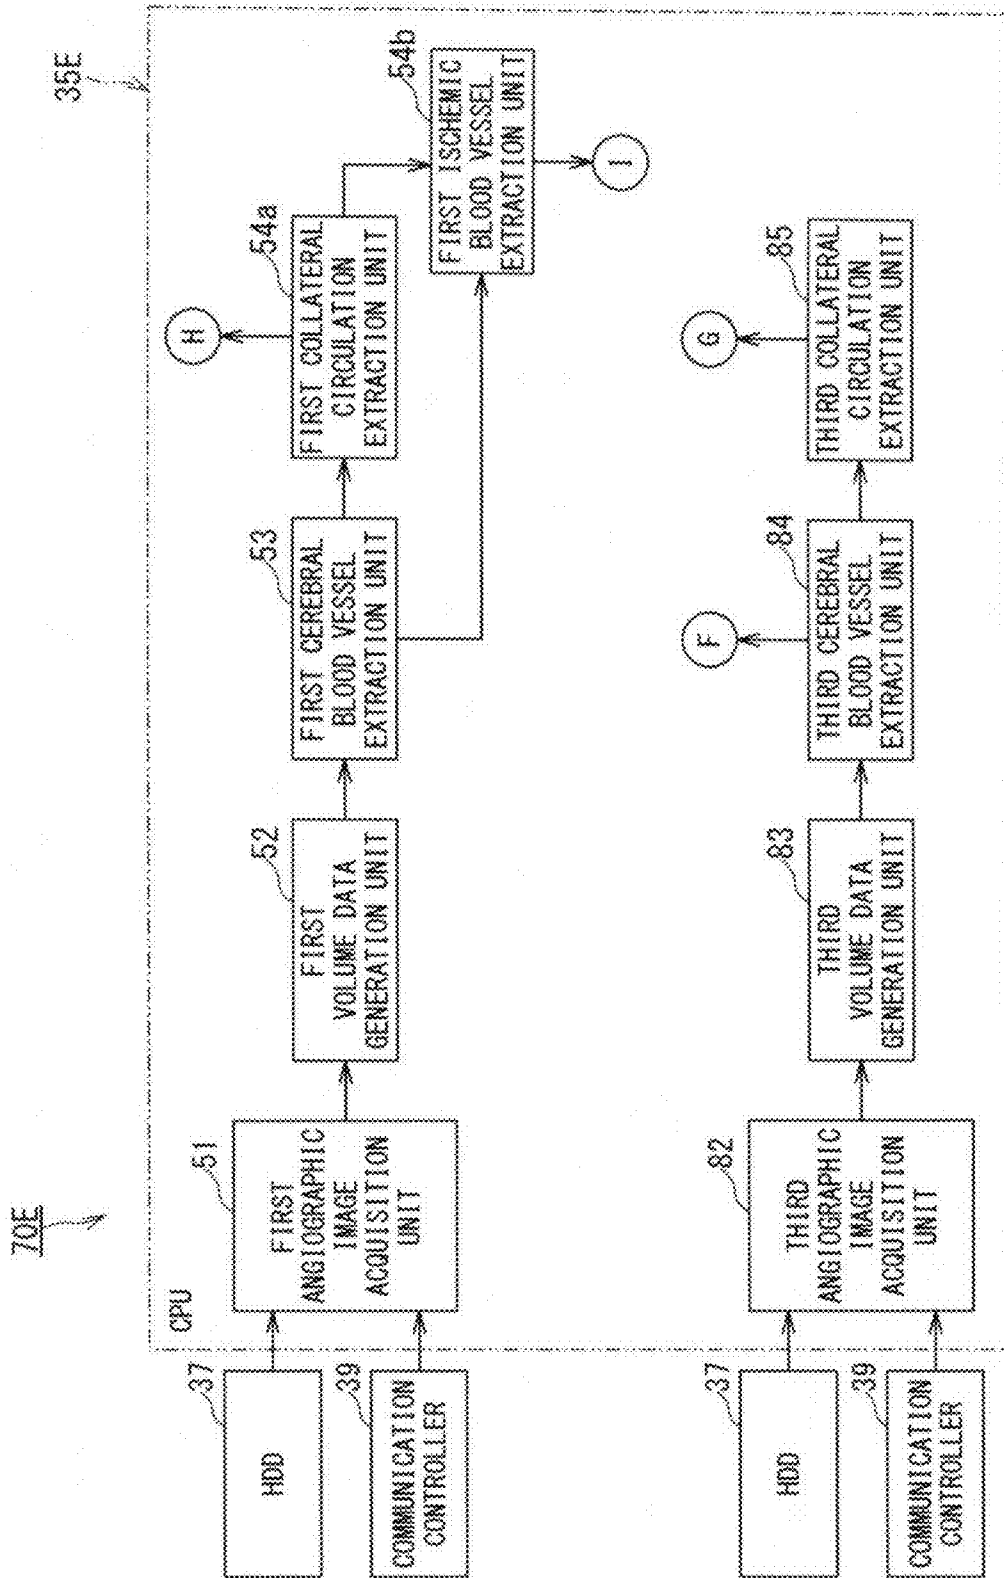 70E
35E
CPU
37
HDD
39
COMMUNICATION
CONTROLLER
51
FIRST
ANGIOGRAPHIC
IMAGE
ACQUISITION
UNIT
52
FIRST
VOLUME DATA
GENERATION UNIT
53
FIRST CEREBRAL
BLOOD VESSEL
EXTRACTION UNIT
H
54a
FIRST COLLATERAL
CIRCULATION
EXTRACTION UNIT
54b
FIRST ISCHEMIC
BLOOD VESSEL
EXTRACTION UNIT
I
37
HDD
39
COMMUNICATION
CONTROLLER
82
THIRD
ANGIOGRAPHIC
IMAGE
ACQUISITION
UNIT
83
THIRD
VOLUME DATA
GENERATION UNIT
F
84
THIRD CEREBRAL
BLOOD VESSEL
EXTRACTION UNIT
G
85
THIRD COLLATERAL
CIRCULATION
EXTRACTION UNIT